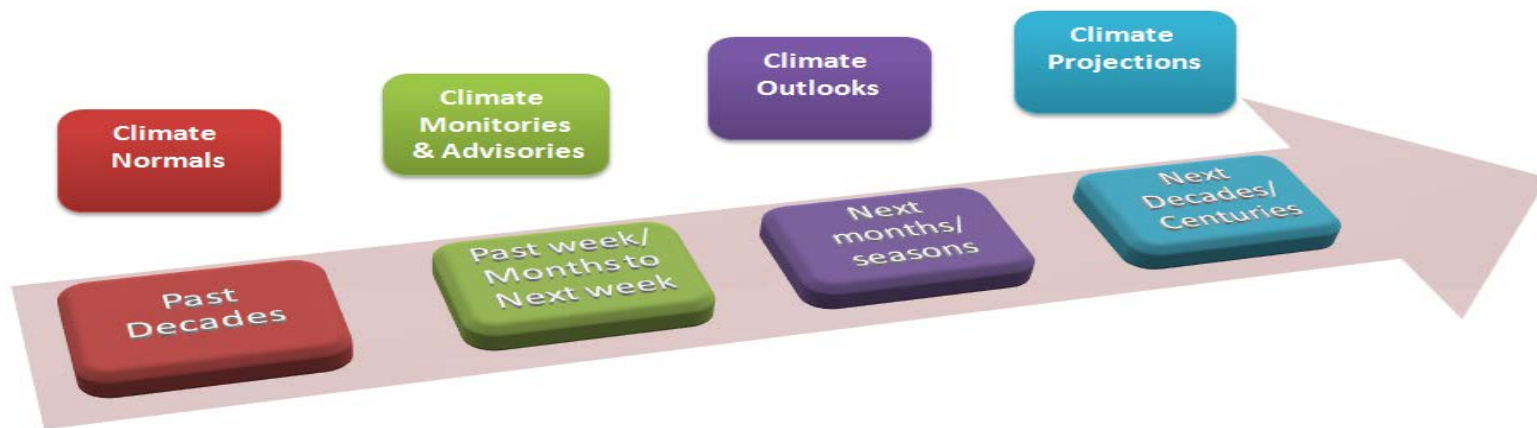 Climate
Normals
Climate
Monitories
& Advisories
Climate
Outlooks
Climate
Projections
Past
Decades
Past week/
Months to
Next week
Next
months/
seasons
Next
Decades/
Centuries